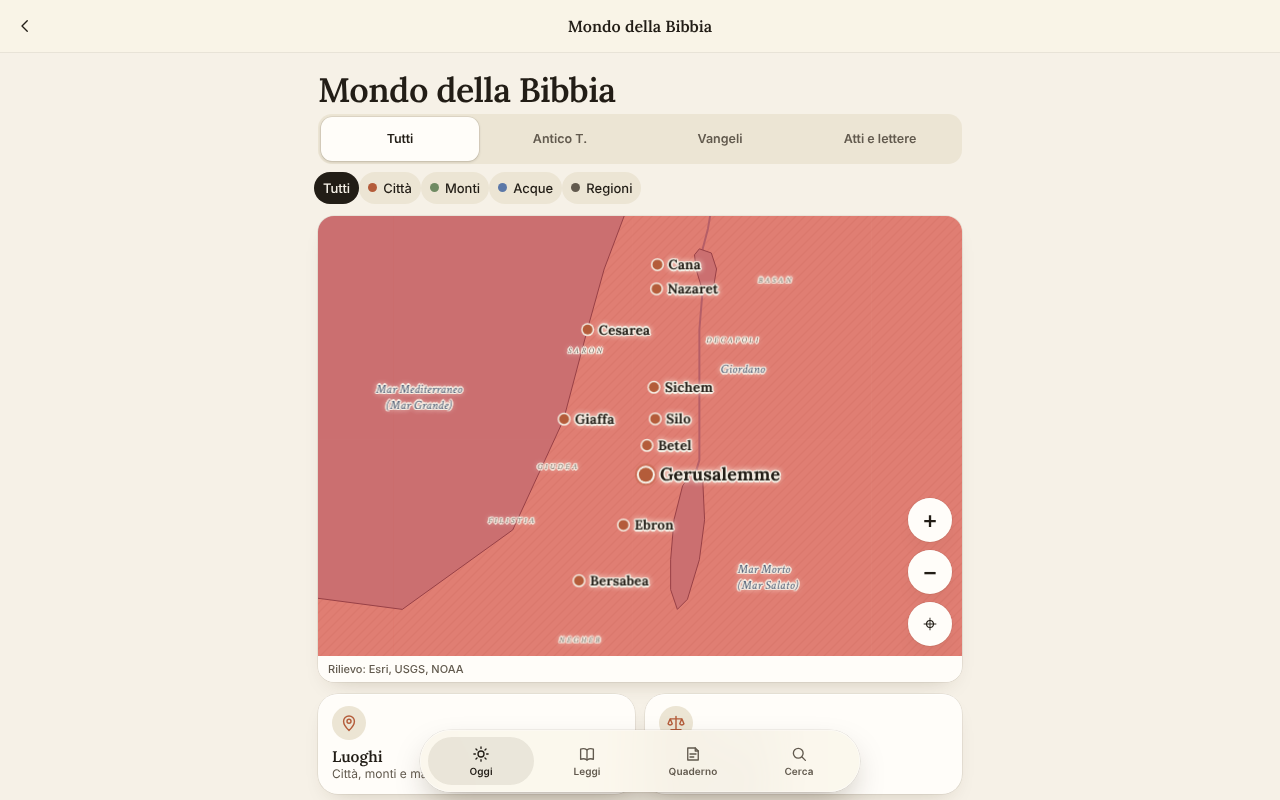 Mondo della Bibbia
Mondo della Bibbia
Tutti
Antico T.
Vangeli
Atti e lettere
Tutti
Città
Monti
Acque
Regioni
Cana
BASAN
Nazaret
Cesarea
DECAPOLI
SARON
Giordano
Mar Mediterraneo
(Mar Grande)
Sichem
Giaffa
Silo
Betel
GIUDEA
Gerusalemme
FILISTIA
Ebron
Mar Morto
(Mar Salato)
Bersabea
NEGHEB
Rilievo: Esri, USGS, NOAA
Luoghi
Città, monti e ma
Oggi
Leggi
Quaderno
Cerca